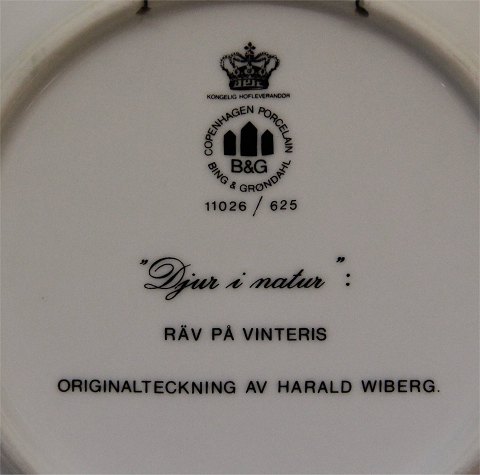 KONGELIG HOFLEVERANDØR
COPENHAGEN PORCELAIN
B&G
BING & GRØNDAHL
11026 / 625
"Djur i natur":
RÄV PÅ VINTERIS
ORIGINALTECKNING AV HARALD WIBERG.